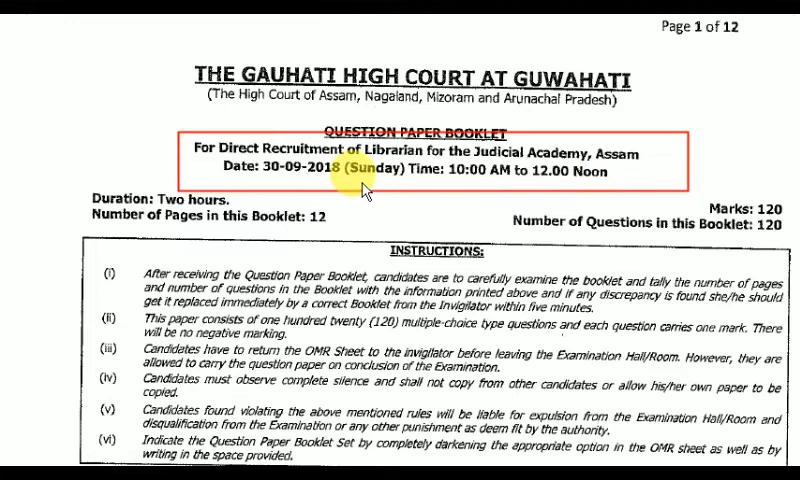 Page 1 of 12
THE GAUHATI HIGH COURT AT GUWAHATI
(The High Court of Assam, Nagaland, Mizoram and Arunachal Pradesh)
QUESTION PAPER BOOKLET
For Direct Recruitment of Librarian for the Judicial Academy, Assam
Date: 30-09-2018 (Sunday) Time: 10:00 AM to 12.00 Noon
Duration: Two hours.
Marks: 120
Number of Pages in this Booklet: 12
Number of Questions in this Booklet: 120
INSTRUCTIONS:
(i) After receiving the Question Paper Booklet, candidates are to carefully examine the booklet and tally the number of pages
and number of questions in the Booklet with the information printed above and if any discrepancy is found she/he should
get it replaced immediately by a correct Booklet from the Invigilator within five minutes.
(ii) This paper consists of one hundred twenty (120) multiple-choice type questions and each question carries one mark. There
will be no negative marking.
(iii) Candidates have to return the OMR Sheet to the invigilator before leaving the Examination Hall/Room. However, they are
allowed to carry the question paper on conclusion of the Examination.
(iv) Candidates must observe complete silence and shall not copy from other candidates or allow his/her own paper to be
copied.
(v) Candidates found violating the above mentioned rules will be liable for expulsion from the Examination Hall/Room and
disqualification from the Examination or any other punishment as deem fit by the authority.
(vi) Indicate the Question Paper Booklet Set by completely darkening the appropriate option in the OMR sheet as well as by
writing in the space provided.